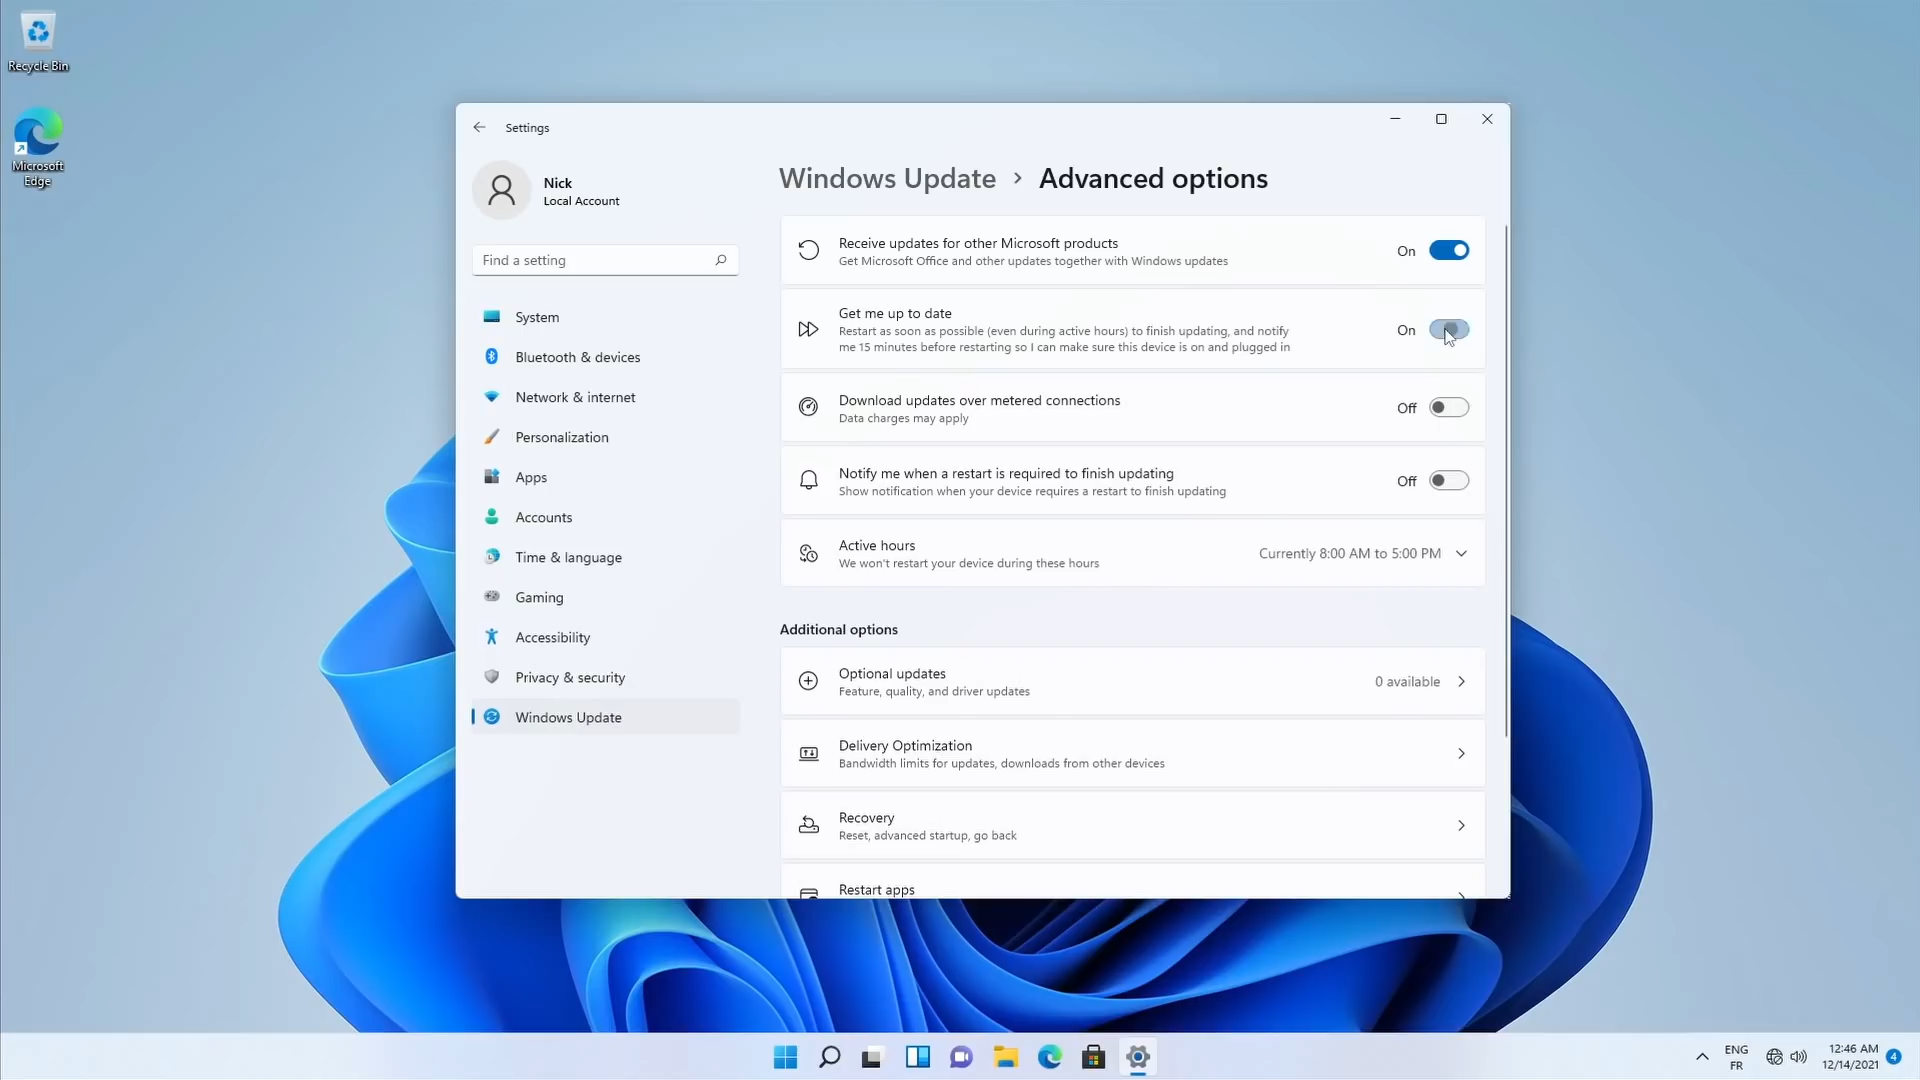 Recycle Bin
Microsoft
Edge
Settings
Nick
Local Account
Find a setting
System
Bluetooth & devices
Network & internet
Personalization
Apps
Accounts
Time & language
Gaming
Accessibility
Privacy & security
Windows Update
Windows Update > Advanced options
Receive updates for other Microsoft products
Get Microsoft Office and other updates together with Windows updates
On
Get me up to date
Restart as soon as possible (even during active hours) to finish updating, and notify
me 15 minutes before restarting so I can make sure this device is on and plugged in
On
Download updates over metered connections
Data charges may apply
Off
Notify me when a restart is required to finish updating
Show notification when your device requires a restart to finish updating
Off
Active hours
We won't restart your device during these hours
Currently 8:00 AM to 5:00 PM
Additional options
Optional updates
Feature, quality, and driver updates
0 available
Delivery Optimization
Bandwidth limits for updates, downloads from other devices
Recovery
Reset, advanced startup, go back
Restart apps
ENG
FR
12:46 AM
12/14/2021
4